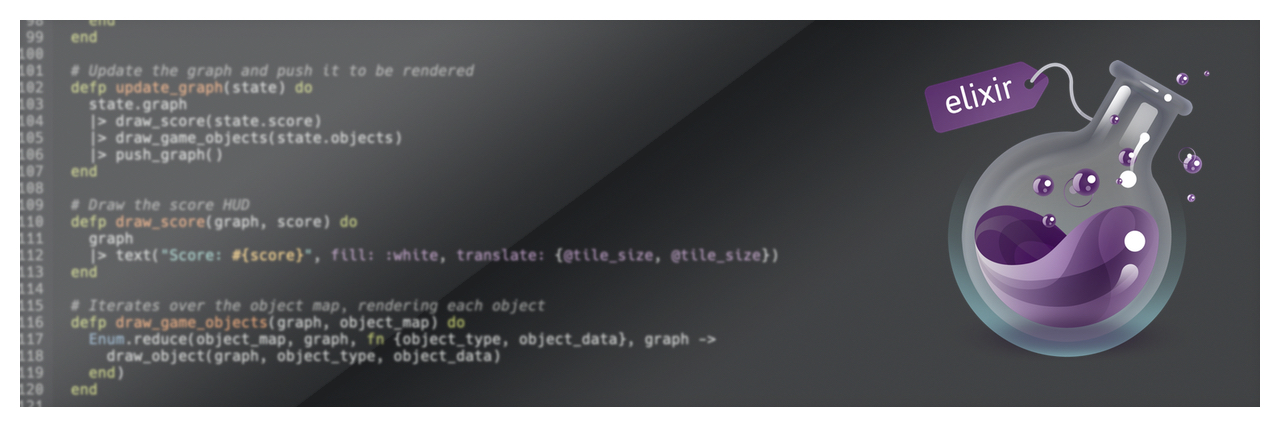 98 end
99 end
100
101 # Update the graph and push it to be rendered
102 defp update_graph(state) do
103 state.graph
104 |> draw_score(state.score)
105 |> draw_game_objects(state.objects)
106 |> push_graph()
107 end
108
109 # Draw the score HUD
110 defp draw_score(graph, score) do
111 graph
112 |> text("Score: #{score}", fill: :white, translate: {@tile_size, @tile_size})
113 end
114
115 # Iterates over the object map, rendering each object
116 defp draw_game_objects(graph, object_map) do
117 Enum.reduce(object_map, graph, fn {object_type, object_data}, graph ->
118 draw_object(graph, object_type, object_data)
119 end)
120 end
121
elixir